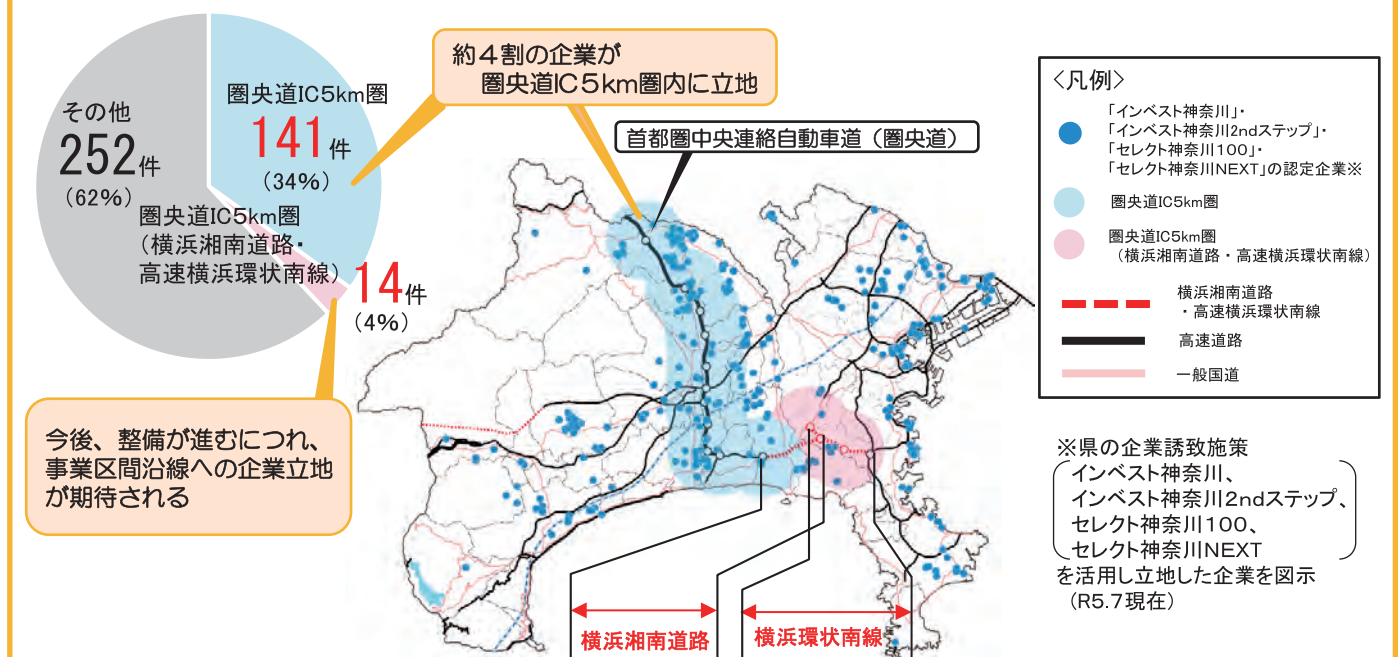 その他
252件
(62%)
圏央道IC5km圏
141件
(34%)
圏央道IC5km圏
(横浜湘南道路・
高速横浜環状南線)
14件
(4%)
約4割の企業が
圏央道IC5km圏内に立地
首都圏中央連絡自動車道(圏央道)
今後、整備が進むにつれ、
事業区間沿線への企業立地
が期待される
横浜湘南道路
横浜環状南線
<凡例>
「インベスト神奈川」・
「インベスト神奈川2ndステップ」・
「セレクト神奈川100」・
「セレクト神奈川NEXT」の認定企業※
圏央道IC5km圏
圏央道IC5km圏
(横浜湘南道路・高速横浜環状南線)
横浜湘南道路
・高速横浜環状南線
高速道路
一般国道
※県の企業誘致施策
インベスト神奈川、
インベスト神奈川2ndステップ、
セレクト神奈川100、
セレクト神奈川NEXT
を活用し立地した企業を図示
(R5.7現在)